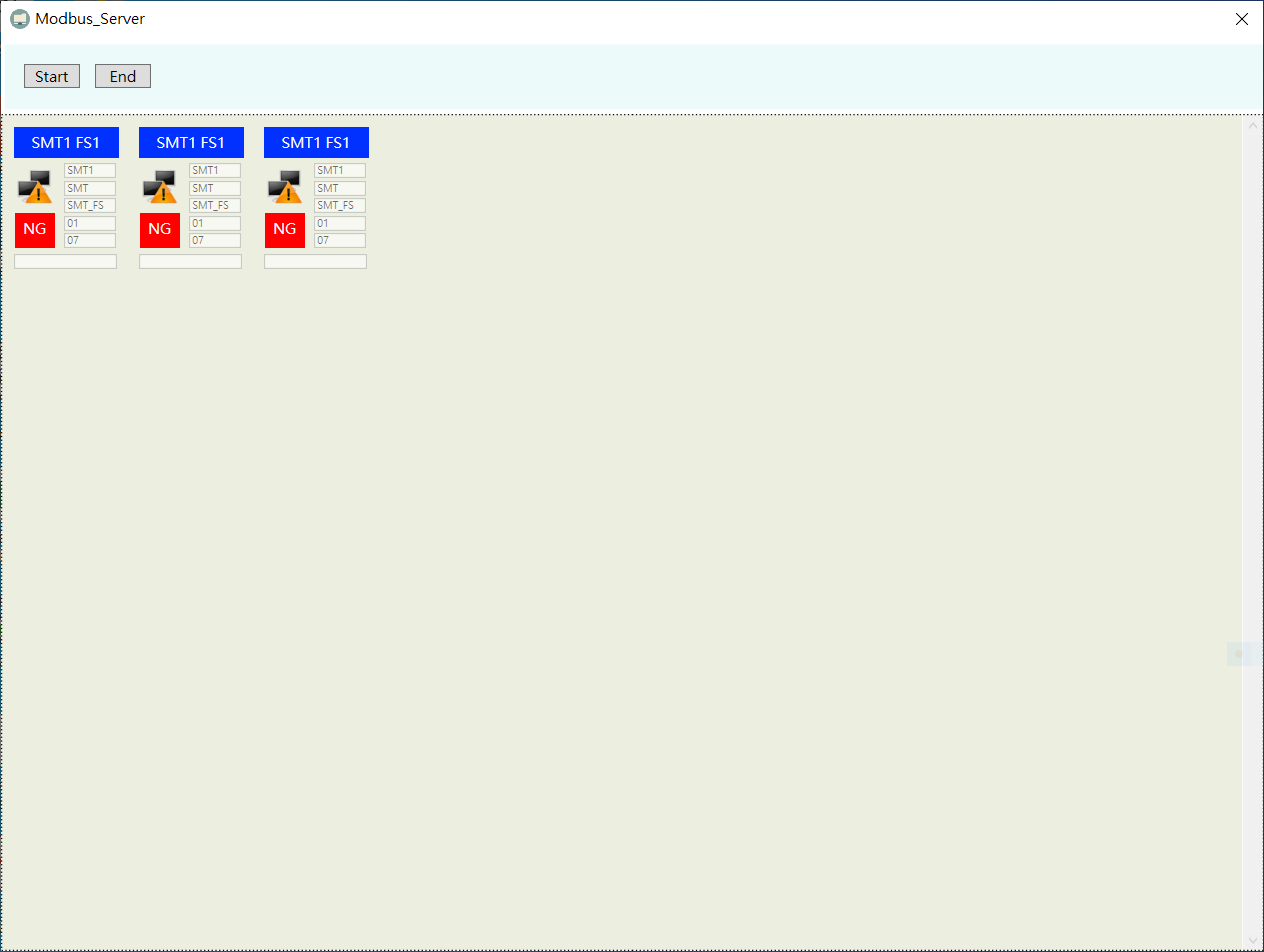 Modbus_Server
Start End
SMT1 FS1 SMT1 FS1 SMT1 FS1
SMT1 SMT1 SMT1
SMT SMT SMT
SMT_FS SMT_FS SMT_FS
NG 01 NG 01 NG 01
07 07 07